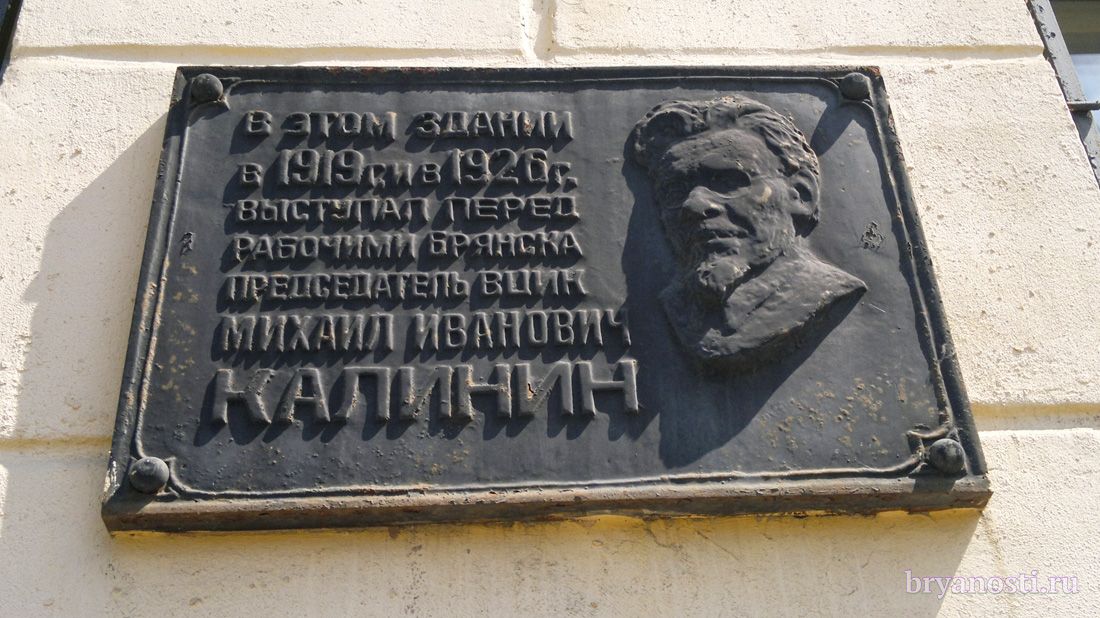 В ЭТОМ ЗДАНИИ
в 1919 г. и в 1926 г.
ВЫСТУПАЛ ПЕРЕД
РАБОЧИМИ БРЯНСКА
ПРЕДСЕДАТЕЛЬ ВЦИК
МИХАИЛ ИВАНОВИЧ
КАЛИНИН
bryanosti.ru